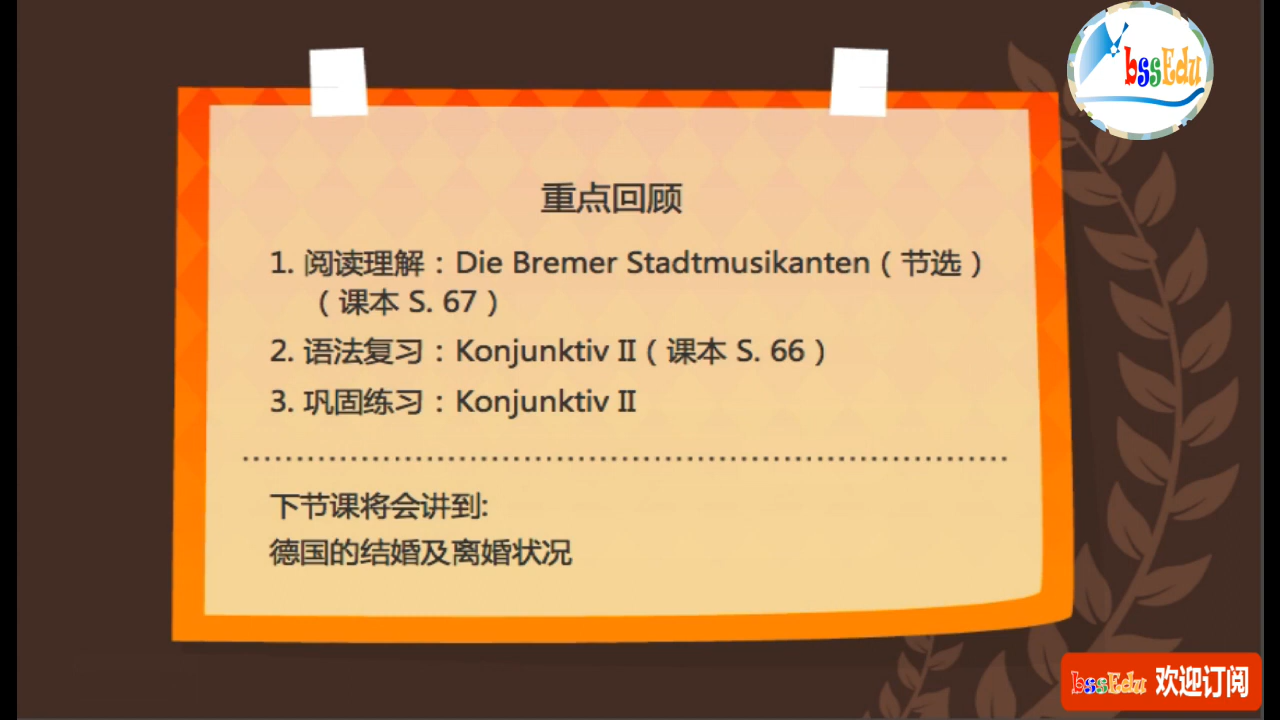 bssEdu
重点回顾
1. 阅读理解：Die Bremer Stadtmusikanten（节选）
（课本 S. 67）
2. 语法复习：Konjunktiv II（课本 S. 66）
3. 巩固练习：Konjunktiv II
下节课将会讲到:
德国的结婚及离婚状况
bssEdu 欢迎订阅